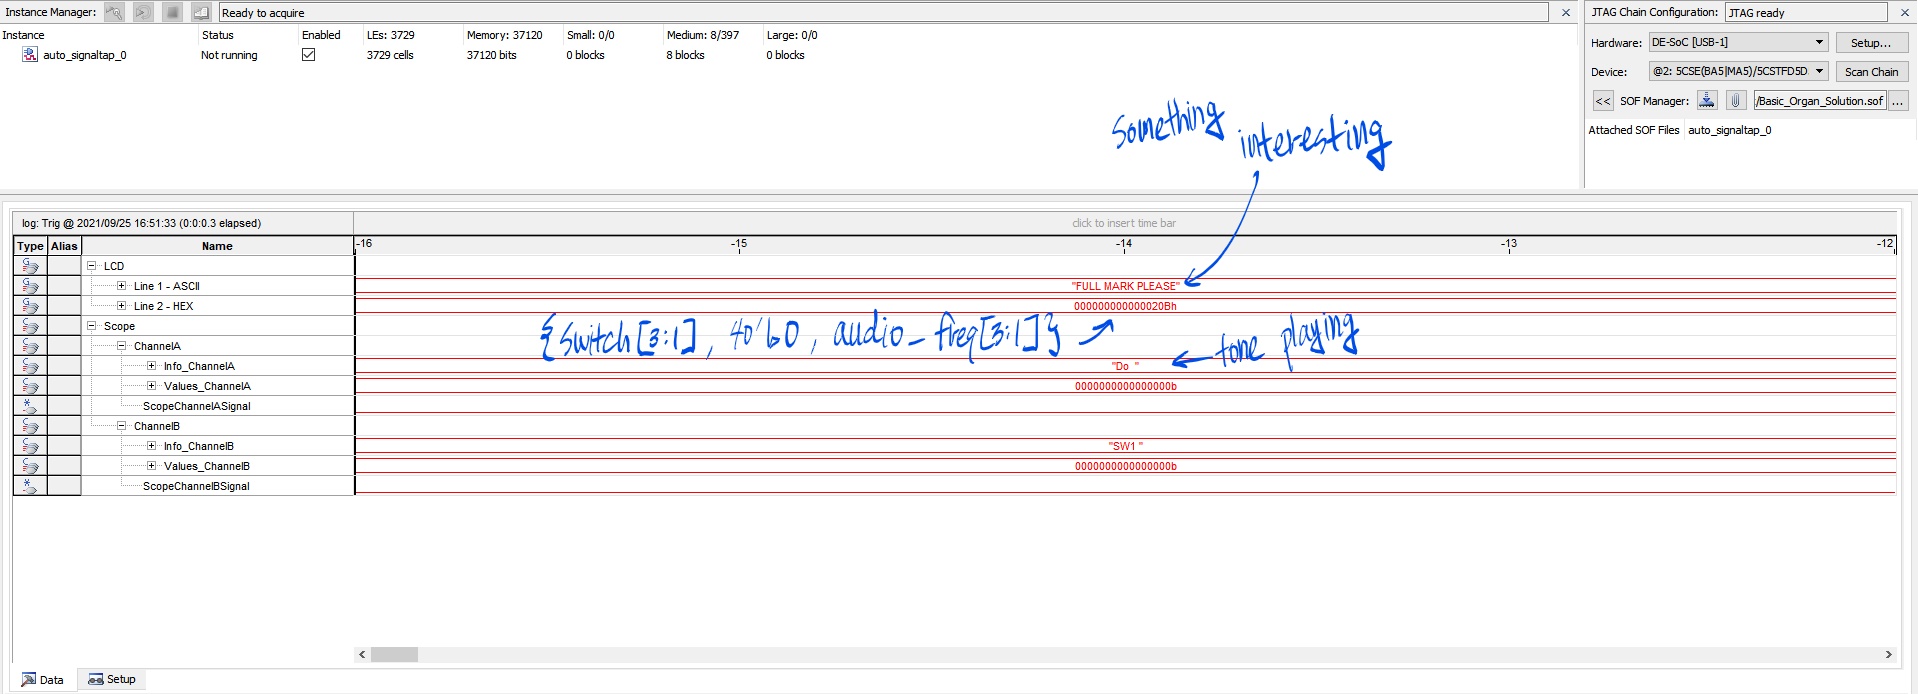 Instance Manager: Ready to acquire
Instance Status Enabled LEs: 3729 Memory: 37120 Small: 0/0 Medium: 8/397 Large: 0/0
auto_signaltap_0 Not running 3729 cells 37120 bits 0 blocks 8 blocks 0 blocks
JTAG Chain Configuration: JTAG ready
Hardware: DE-SoC [USB-1] Setup...
Device: @2: 5CSE(BA5|MA5)/5CSTFD5D Scan Chain
<< SOF Manager: /Basic_Organ_Solution.sof ...
Attached SOF Files auto_signaltap_0
Something
interesting
log: Trig @ 2021/09/25 16:51:33 (0:0:0.3 elapsed) click to insert time bar
Type Alias Name -16 -15 -14 -13 -12
LCD
Line 1 - ASCII "FULL MARK PLEASE"
Line 2 - HEX 000000000000020Bh
Scope
{switch[3:1], 40'b0, audio_freq[3:1]}
ChannelA
tone playing
Info_ChannelA "Do "
Values_ChannelA 0000000000000000b
ScopeChannelASignal
ChannelB
Info_ChannelB "SW1 "
Values_ChannelB 0000000000000000b
ScopeChannelBSignal
Data Setup